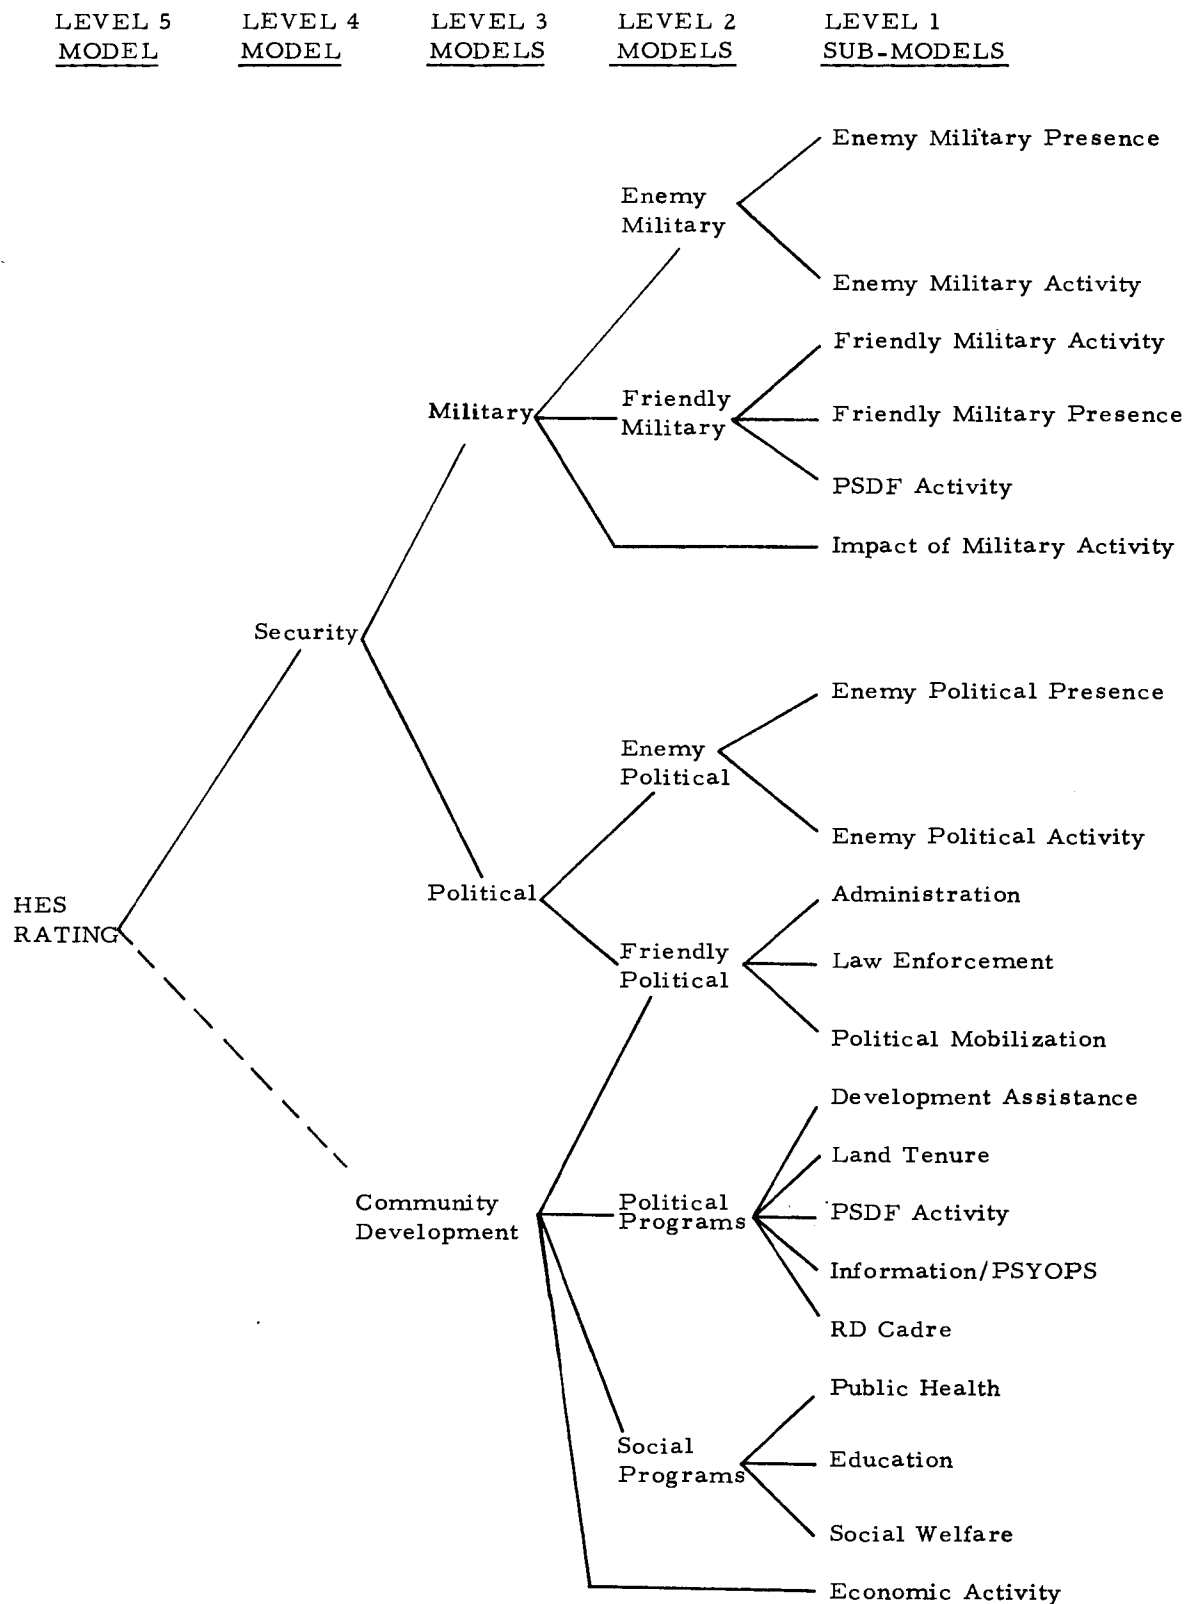 LEVEL 5 LEVEL 4 LEVEL 3 LEVEL 2 LEVEL 1
MODEL MODEL MODELS MODELS SUB-MODELS
Enemy Military Presence
Enemy
Military
Enemy Military Activity
Friendly Military Activity
Military
Friendly
Military
Friendly Military Presence
PSDF Activity
Impact of Military Activity
Security
Enemy Political Presence
Enemy
Political
Enemy Political Activity
HES
RATING
Political
Administration
Friendly
Political
Law Enforcement
Political Mobilization
Development Assistance
Land Tenure
Community
Development
Political
Programs
PSDF Activity
Information/PSYOPS
RD Cadre
Public Health
Social
Programs
Education
Social Welfare
Economic Activity